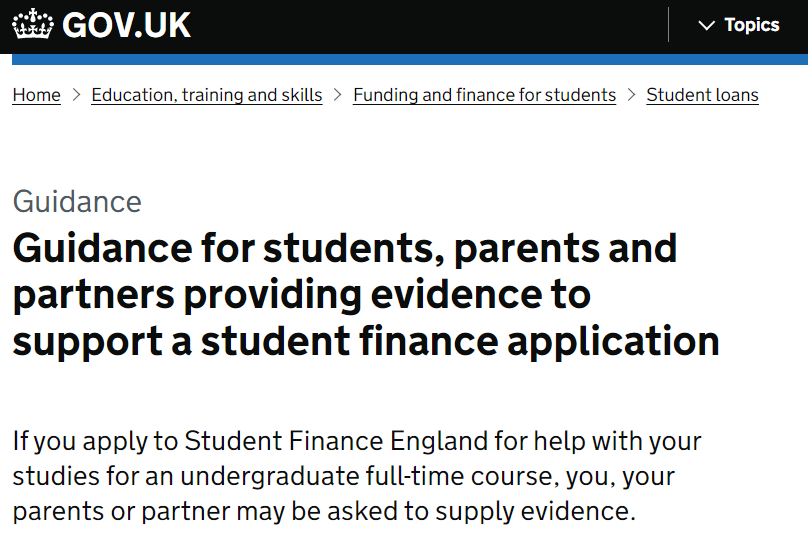 GOV.UK
Topics
Home > Education, training and skills > Funding and finance for students > Student loans
Guidance
Guidance for students, parents and
partners providing evidence to
support a student finance application
If you apply to Student Finance England for help with your
studies for an undergraduate full-time course, you, your
parents or partner may be asked to supply evidence.